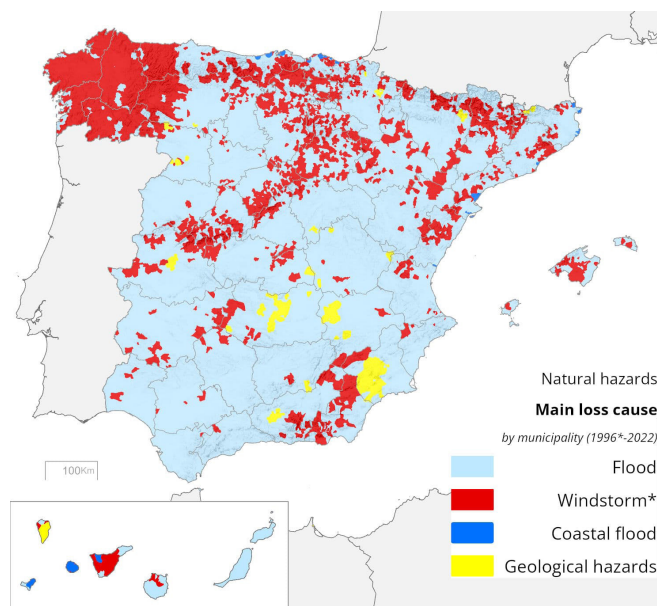 Natural hazards
Main loss cause
by municipality (1996*-2022)
Flood
Windstorm*
Coastal flood
Geological hazards
100Km